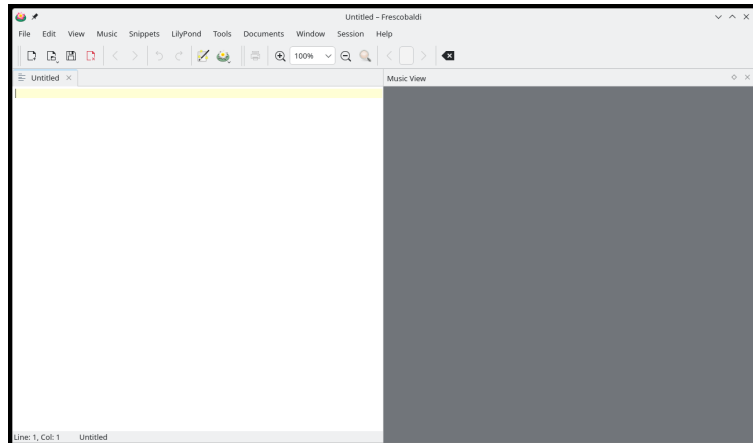 Untitled – Frescobaldi
File Edit View Music Snippets LilyPond Tools Documents Window Session Help
100%
Untitled
Music View
Line: 1, Col: 1 Untitled